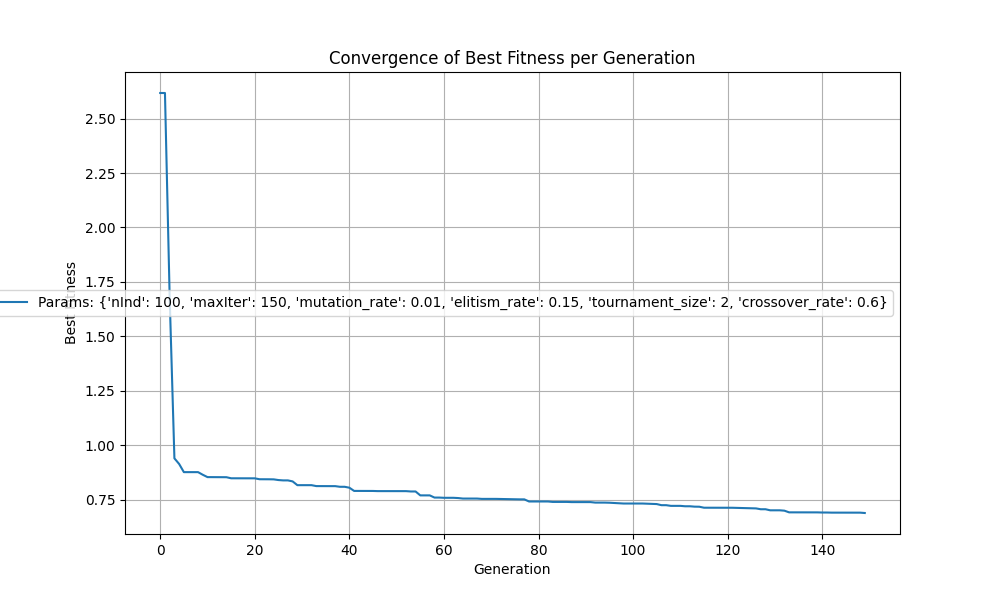 Convergence of Best Fitness per Generation
2.50
2.25
2.00
1.75
1.50
1.25
1.00
0.75
Best
Params: {'nInd': 100, 'maxIter': 150, 'mutation_rate': 0.01, 'elitism_rate': 0.15, 'tournament_size': 2, 'crossover_rate': 0.6}
0 20 40 60 80 100 120 140
Generation